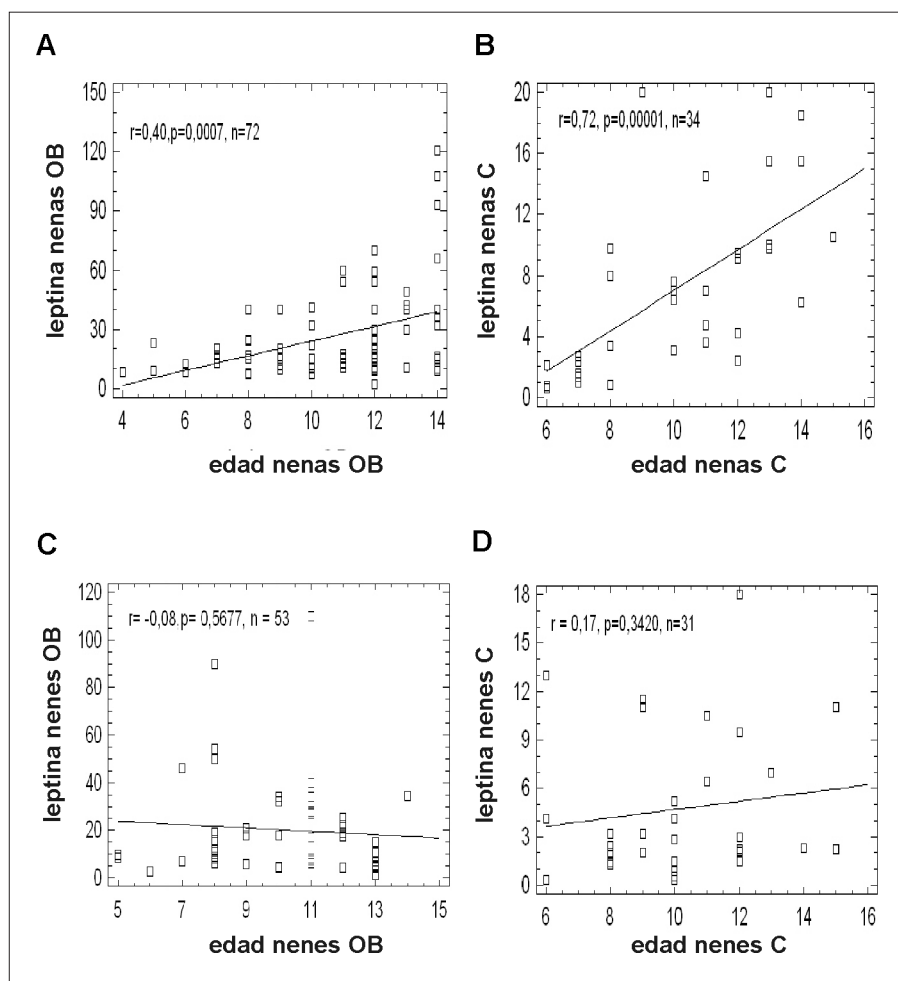 A
150
120
90
60
30
0
leptina nenas OB
r=0,40,p=0,0007, n=72
4 6 8 10 12 14
edad nenas OB
B
20
16
12
8
4
0
leptina nenas C
r=0,72, p=0,00001, n=34
6 8 10 12 14 16
edad nenas C
C
120
100
80
60
40
20
0
leptina nenes OB
r= -0,08.p= 0,5677, n = 53
5 7 9 11 13 15
edad nenes OB
D
18
15
12
9
6
3
0
leptina nenes C
r = 0,17, p=0,3420, n=31
6 8 10 12 14 16
edad nenes C